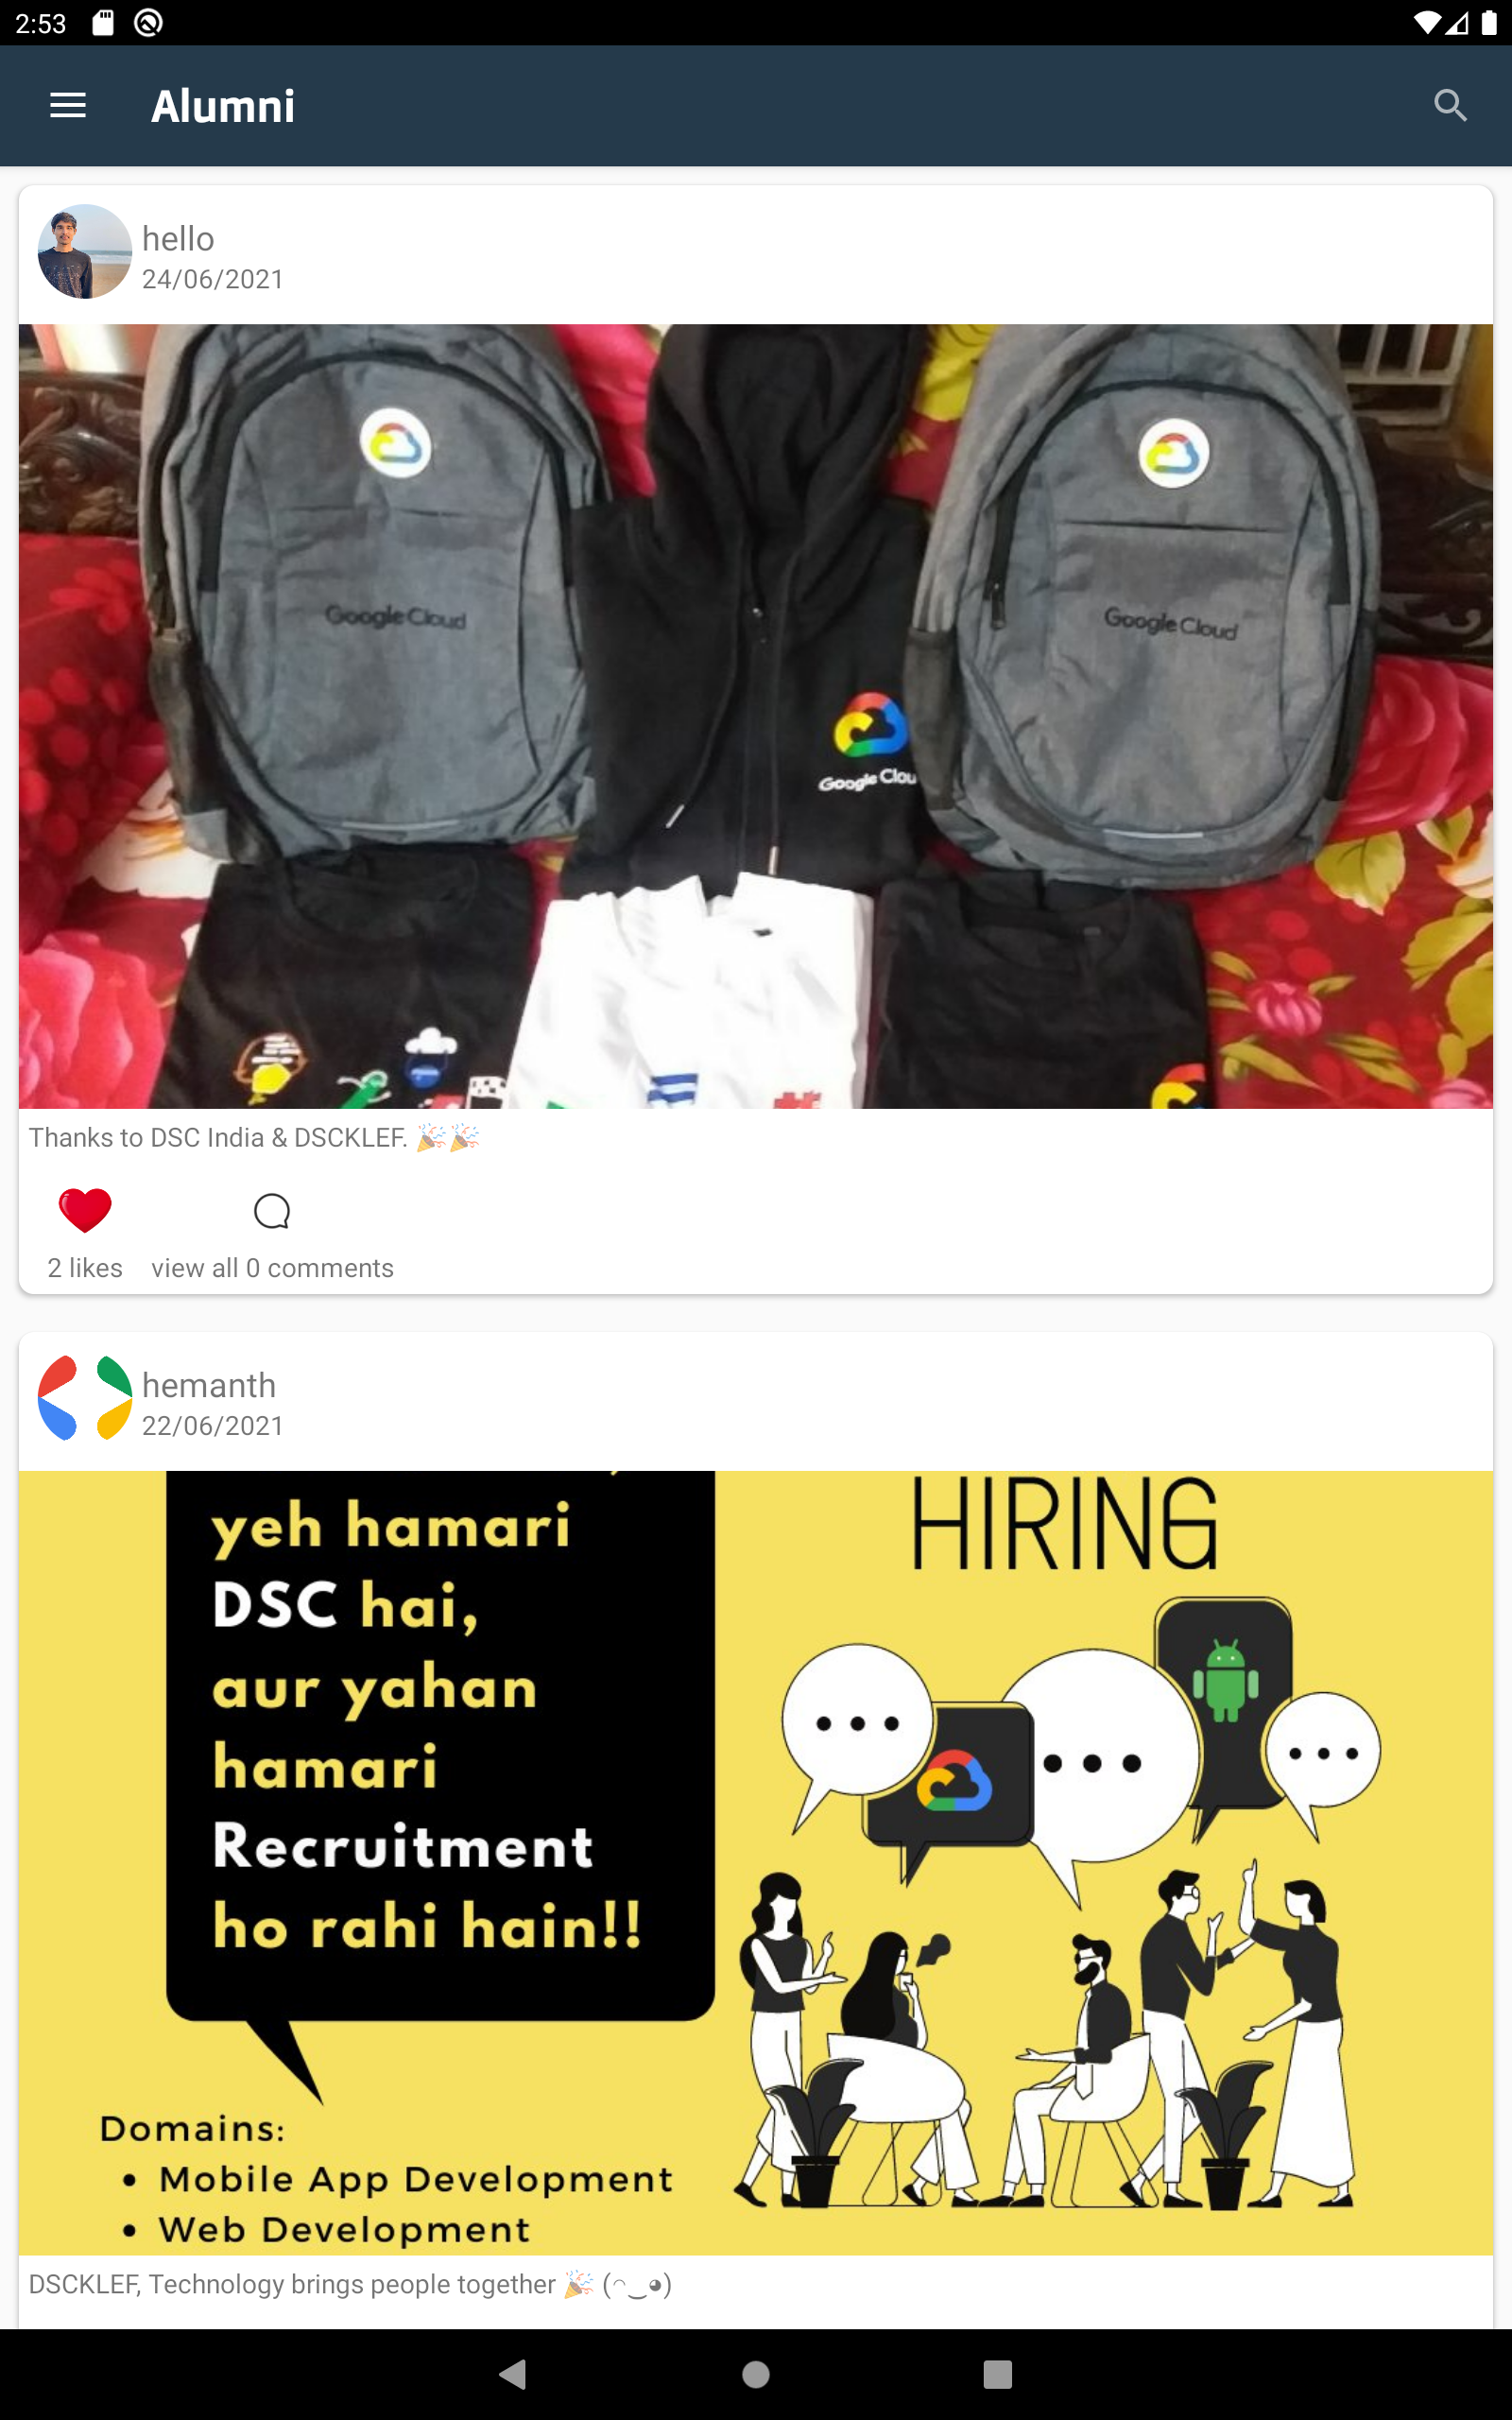 2:53
Alumni
hello
24/06/2021
Google Cloud
Google Cloud
Google Clou
Thanks to DSC India & DSCKLEF. 🎉🎉
2 likes
view all 0 comments
hemanth
22/06/2021
yeh hamari
DSC hai,
aur yahan
hamari
Recruitment
ho rahi hain!!
HIRING
Domains:
• Mobile App Development
• Web Development
DSCKLEF, Technology brings people together 🎉 (◠‿◕)